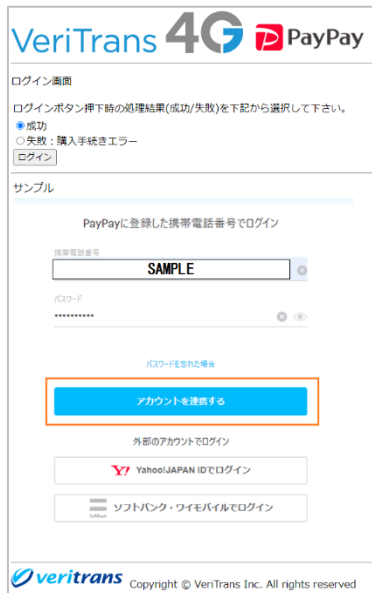 VeriTrans 4G PayPay
ログイン画面
ログインボタン押下時の処理結果(成功/失敗)を下記から選択して下さい。
成功
失敗：購入手続きエラー
ログイン
サンプル
PayPayに登録した携帯電話番号でログイン
携帯電話番号
SAMPLE
パスワード
••••••••••
パスワードを忘れた場合
アカウントを連携する
外部のアカウントでログイン
Y! Yahoo!JAPAN IDでログイン
SoftBank ソフトバンク・ワイモバイルでログイン
veritrans Copyright © VeriTrans Inc. All rights reserved